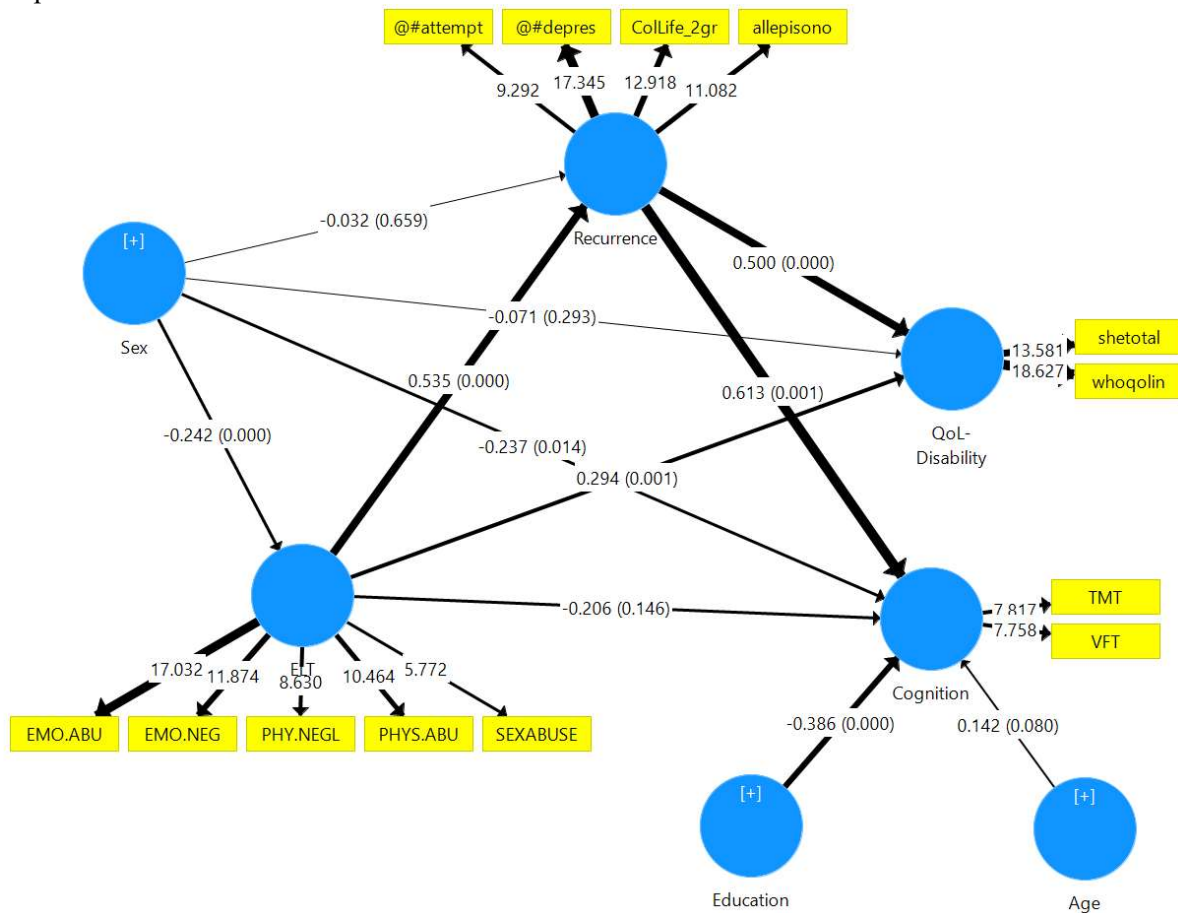 @#attempt
@#depres
ColLife_2gr
allepisono
9.292
17.345
12.918
11.082
Recurrence
-0.032 (0.659)
[+]
Sex
0.500 (0.000)
-0.071 (0.293)
shetotal
13.581
18.627
whoqolin
QoL-
Disability
0.535 (0.000)
0.613 (0.001)
-0.242 (0.000)
-0.237 (0.014)
0.294 (0.001)
-0.206 (0.146)
TMT
7.817
7.758
VFT
Cognition
ELT
17.032
11.874
8.630
10.464
5.772
EMO.ABU
EMO.NEG
PHY.NEGL
PHYS.ABU
SEXABUSE
-0.386 (0.000)
0.142 (0.080)
[+]
[+]
Education
Age